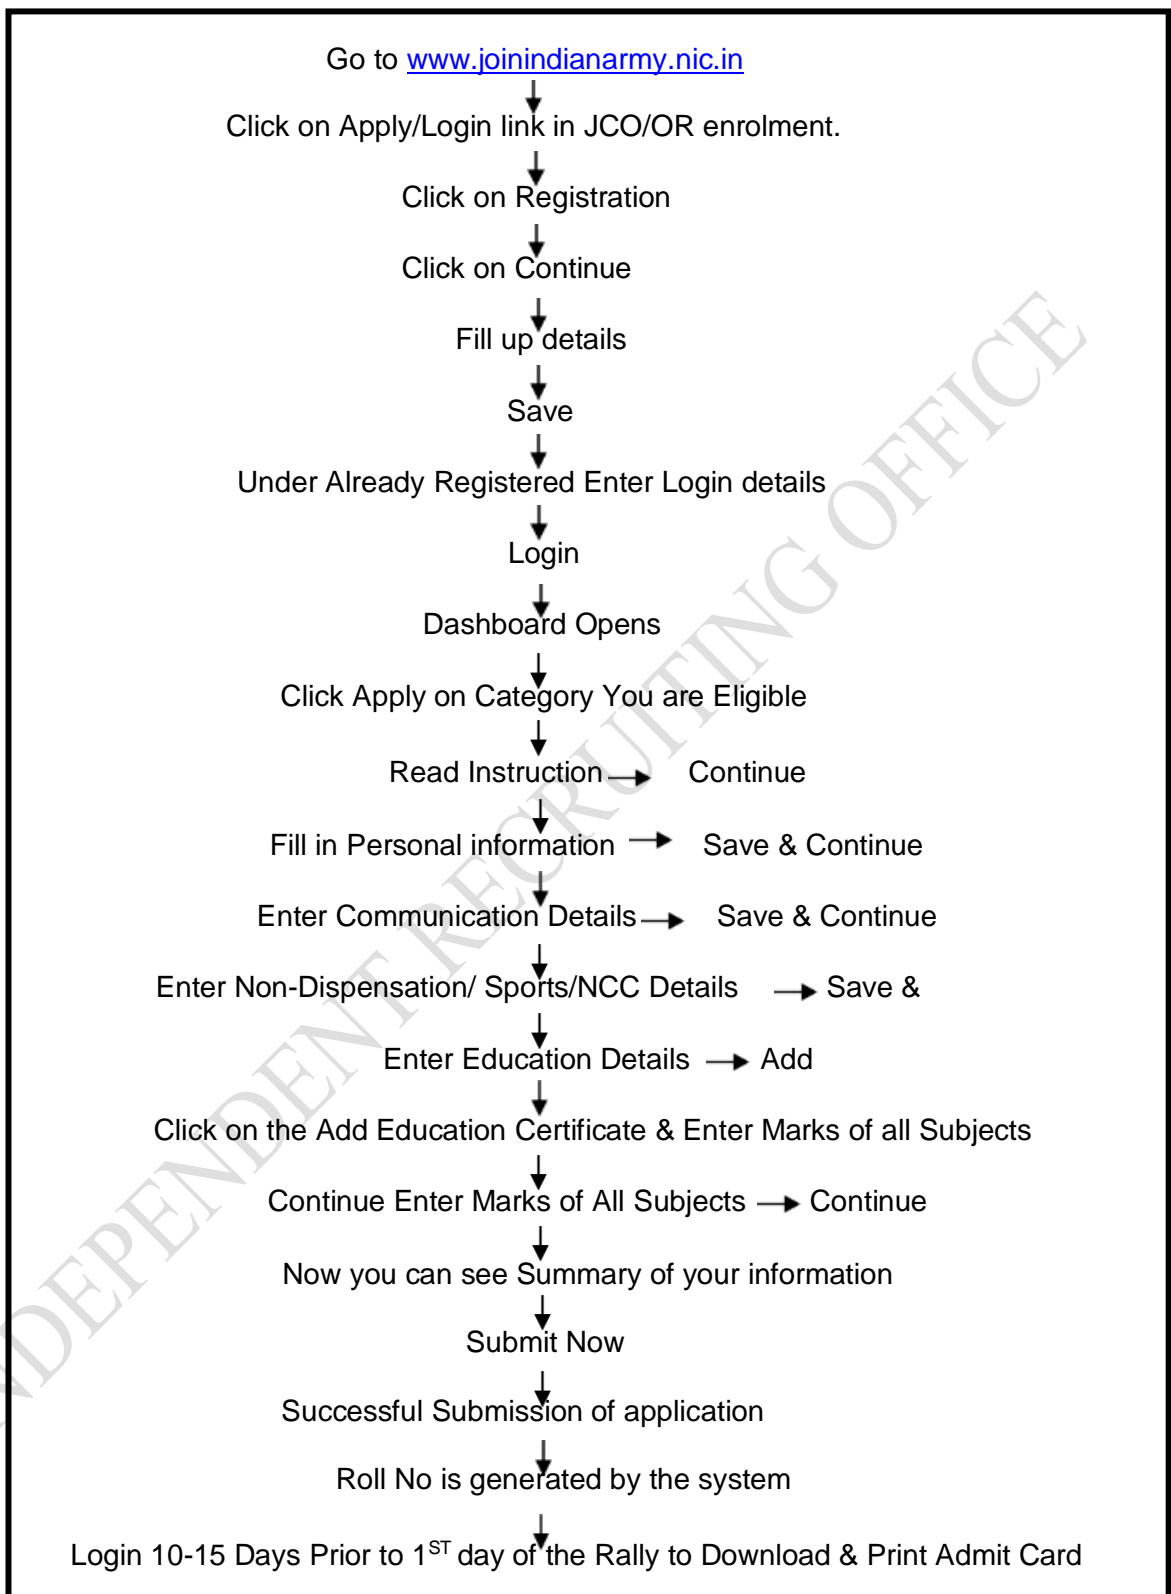 Go to www.joinindianarmy.nic.in
Click on Apply/Login link in JCO/OR enrolment.
Click on Registration
Click on Continue
Fill up details
Save
Under Already Registered Enter Login details
Login
Dashboard Opens
Click Apply on Category You are Eligible
Read Instruction → Continue
Fill in Personal information → Save & Continue
Enter Communication Details → Save & Continue
Enter Non-Dispensation/ Sports/NCC Details → Save &
Enter Education Details → Add
Click on the Add Education Certificate & Enter Marks of all Subjects
Continue Enter Marks of All Subjects → Continue
Now you can see Summary of your information
Submit Now
Successful Submission of application
Roll No is generated by the system
Login 10-15 Days Prior to 1ST day of the Rally to Download & Print Admit Card
NDEPENDENT RECRUITING OFFICE